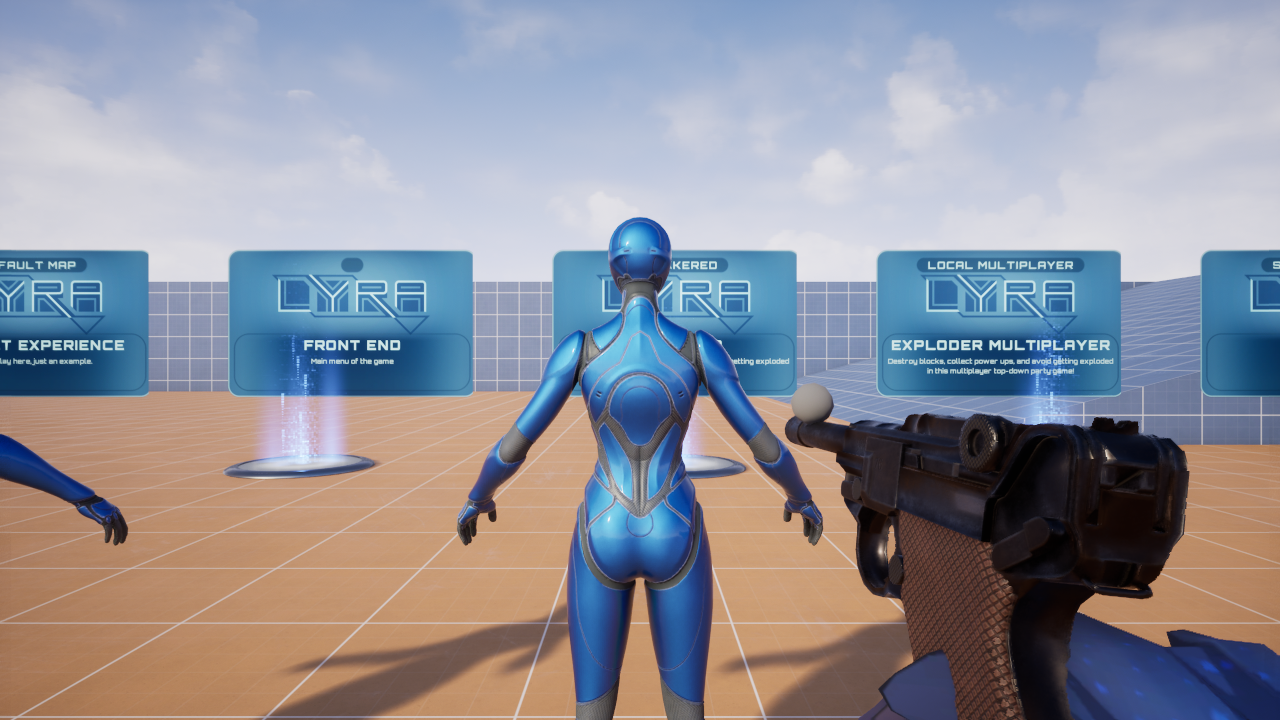 FAULT MAP
YRA
T EXPERIENCE
lay here, just an example.
LYRA
FRONT END
Main menu of the game
KERED
LYRA
etting exploded
LOCAL MULTIPLAYER
LYRA
EXPLODER MULTIPLAYER
Destroy blocks, collect power ups, and avoid getting exploded
in this multiplayer top-down party game!